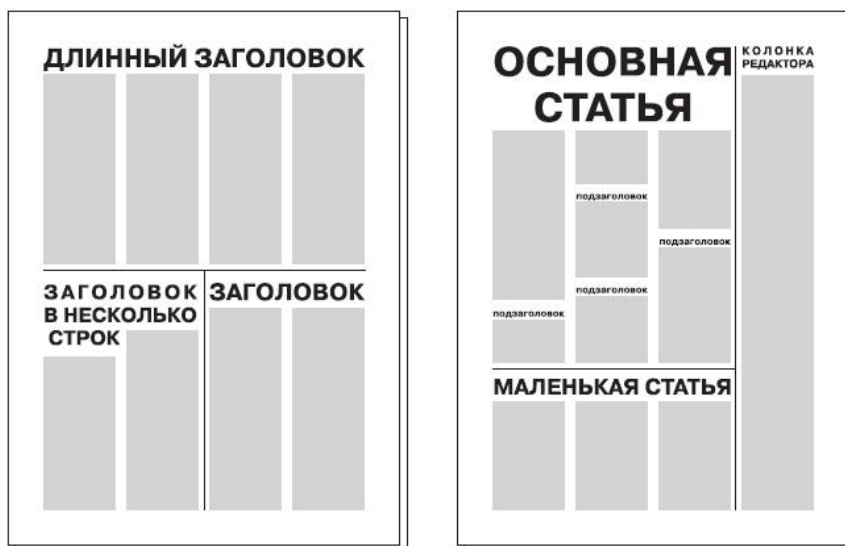 ДЛИННЫЙ ЗАГОЛОВОК
ЗАГОЛОВОК
В НЕСКОЛЬКО
СТРОК
ЗАГОЛОВОК
ОСНОВНАЯ
СТАТЬЯ
подзаголовок
подзаголовок
подзаголовок
подзаголовок
МАЛЕНЬКАЯ СТАТЬЯ
КОЛОНКА
РЕДАКТОРА